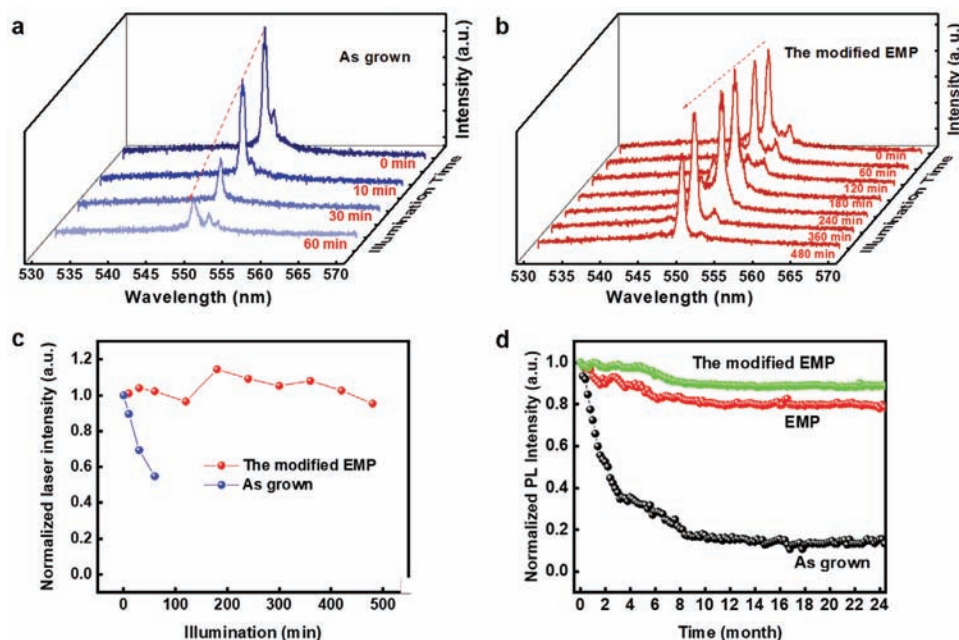 a
As grown
Intensity (a.u.)
0 min
10 min
30 min
60 min
Illumination Time
530 535 540 545 550 555 560 565 570
Wavelength (nm)
b
The modified EMP
Intensity (a.u.)
0 min
60 min
120 min
180 min
240 min
360 min
480 min
Illumination Time
530 535 540 545 550 555 560 565 570
Wavelength (nm)
c
Normalized laser intensity (a.u.)
1.2
1.0
0.8
0.6
0.4
0.2
0.0
The modified EMP
As grown
0 100 200 300 400 500
Illumination (min)
d
Normalized PL Intensity (a.u.)
1.0
0.8
0.6
0.4
0.2
0.0
The modified EMP
EMP
As grown
0 2 4 6 8 10 12 14 16 18 20 22 24
Time (month)